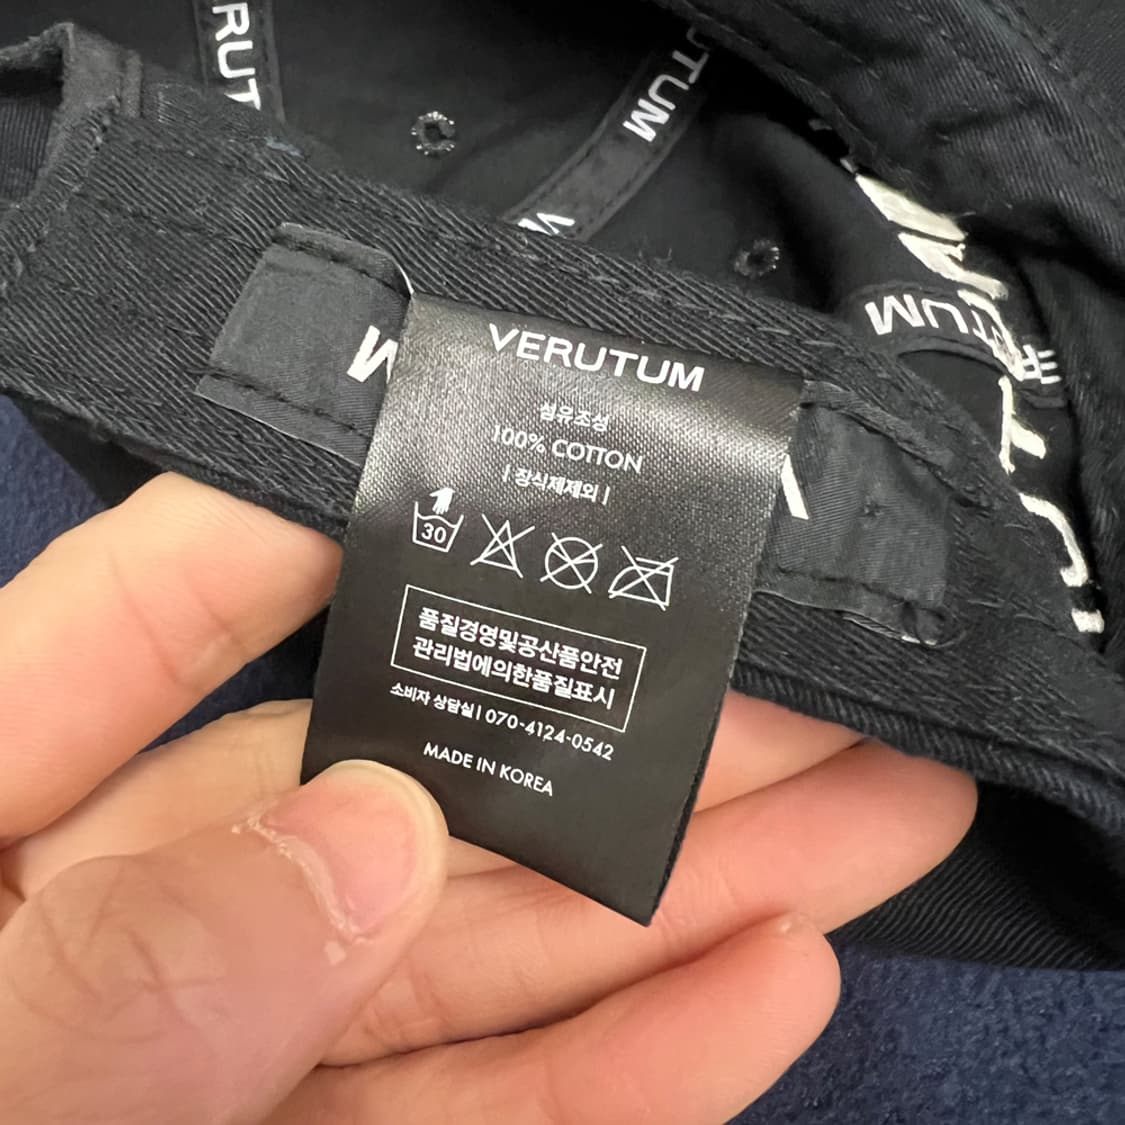 RUT
UTUM
V
VERUTUM
섬유조성
100% COTTON
| 장식제제외 |
30
품질경영및공산품안전
관리법에의한품질표시
소비자 상담실 | 070-4124-0542
MADE IN KOREA